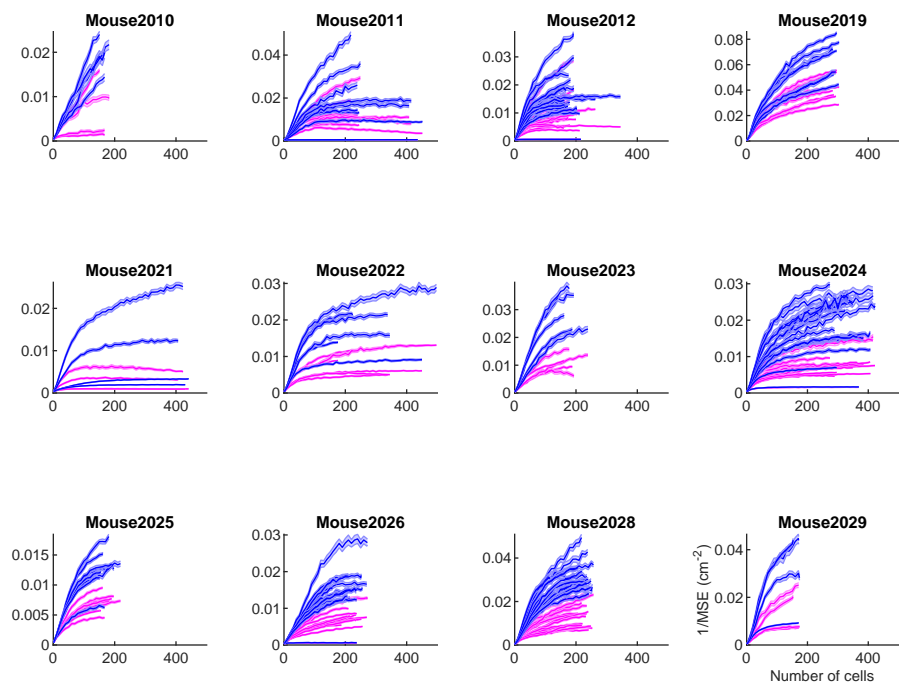 Mouse2010 Mouse2011 Mouse2012 Mouse2019
0.02 0.01 0 0 200 400
0.04 0.02 0 0 200 400
0.03 0.02 0.01 0 0 200 400
0.08 0.06 0.04 0.02 0 0 200 400
Mouse2021 Mouse2022 Mouse2023 Mouse2024
0.02 0.01 0 0 200 400
0.03 0.02 0.01 0 0 200 400
0.03 0.02 0.01 0 0 200 400
0.03 0.02 0.01 0 0 200 400
Mouse2025 Mouse2026 Mouse2028 Mouse2029
0.015 0.01 0.005 0 0 200 400
0.03 0.02 0.01 0 0 200 400
0.04 0.02 0 0 200 400
1/MSE (cm⁻²)
0.04 0.02 0 0 200 400
Number of cells